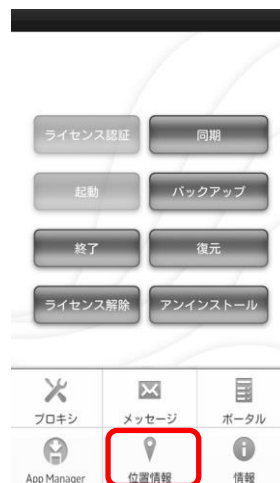 ライセンス認証 同期
起動 バックアップ
終了 復元
ライセンス解除 アンインストール
プロキシ メッセージ ポータル
App Manager 位置情報 情報